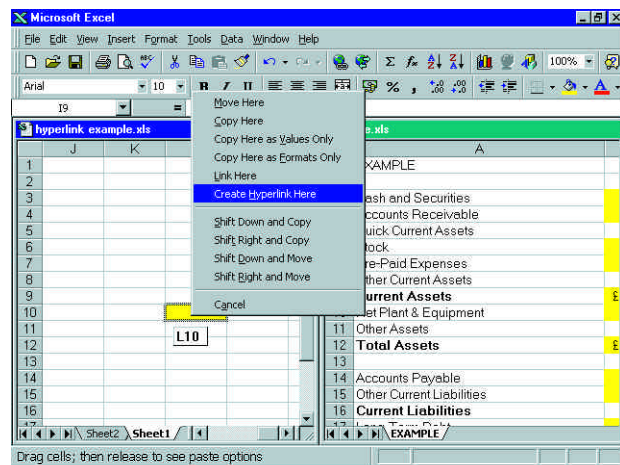 Microsoft Excel
File Edit View Insert Format Tools Data Window Help
100%
Arial 10 B I U % ,
I9 =
hyperlink example.xls
e.xls
J K
A
1
2
3
4
5
6
7
8
9
10
11
12
13
14
15
16
17
Move Here
Copy Here
Copy Here as Values Only
Copy Here as Formats Only
Link Here
Create Hyperlink Here
Shift Down and Copy
Shift Right and Copy
Shift Down and Move
Shift Right and Move
Cancel
L10
XAMPLE
ash and Securities
ccounts Receivable
uick Current Assets
tock
re-Paid Expenses
ther Current Assets
urrent Assets £
et Plant & Equipment
11 Other Assets
12 Total Assets £
13
14 Accounts Payable
15 Other Current Liabilities
16 Current Liabilities
17 Long Term Debt
Sheet2 Sheet1
EXAMPLE
Drag cells; then release to see paste options